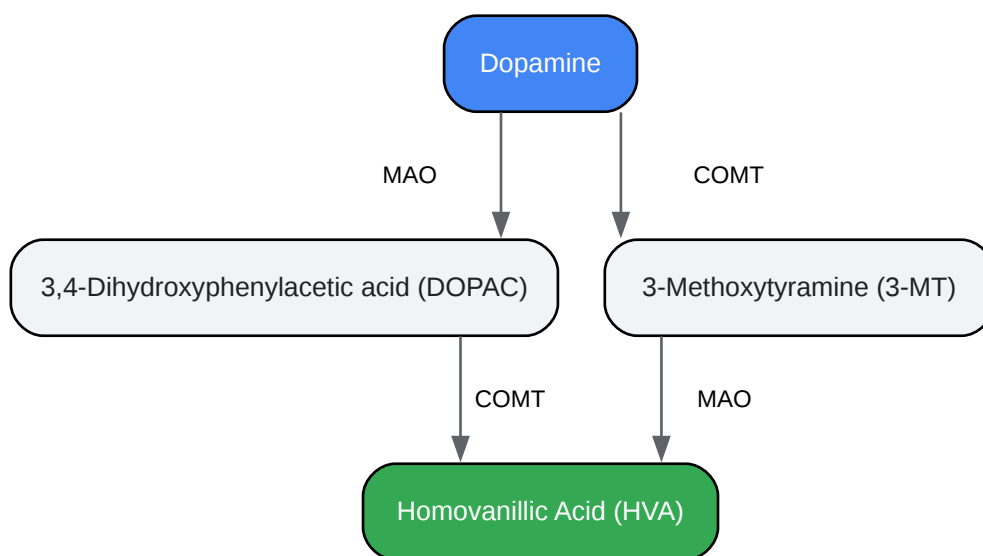 Dopamine
MAO
COMT
3,4-Dihydroxyphenylacetic acid (DOPAC)
3-Methoxytyramine (3-MT)
COMT
MAO
Homovanillic Acid (HVA)